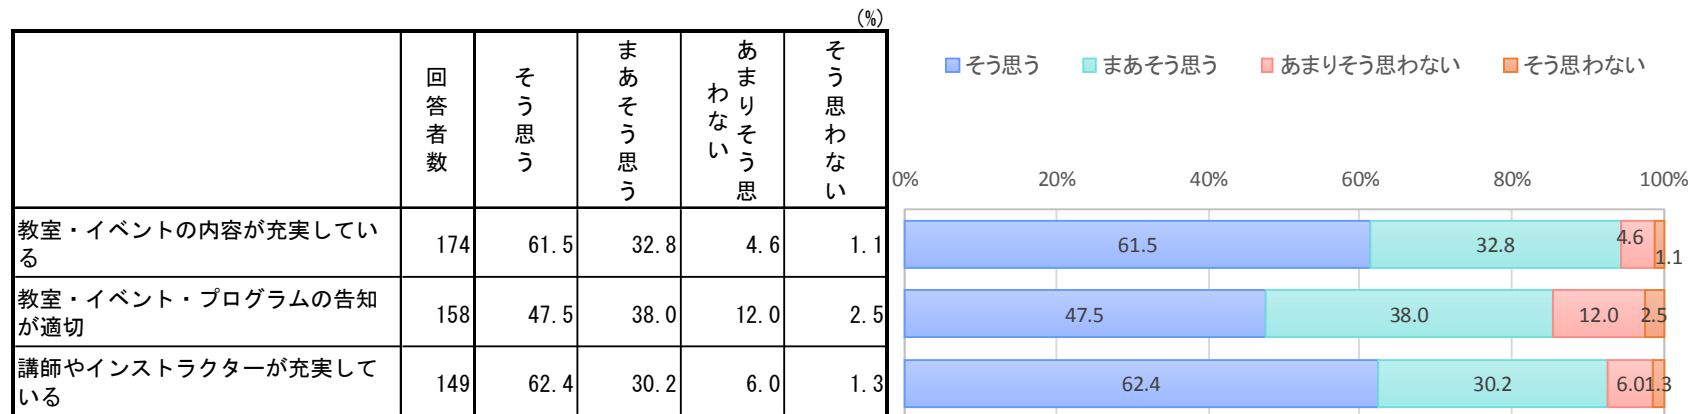 (%)
回答者数
そう思う
まあそう思う
あまりそう思
わない
そう思わない
教室・イベントの内容が充実してい
る
174 61.5 32.8 4.6 1.1
教室・イベント・プログラムの告知
が適切
158 47.5 38.0 12.0 2.5
講師やインストラクターが充実して
いる
149 62.4 30.2 6.0 1.3
そう思う まあそう思う あまりそう思わない そう思わない
0% 20% 40% 60% 80% 100%
61.5 32.8 4.6 1.1
47.5 38.0 12.0 2.5
62.4 30.2 6.0 1.3